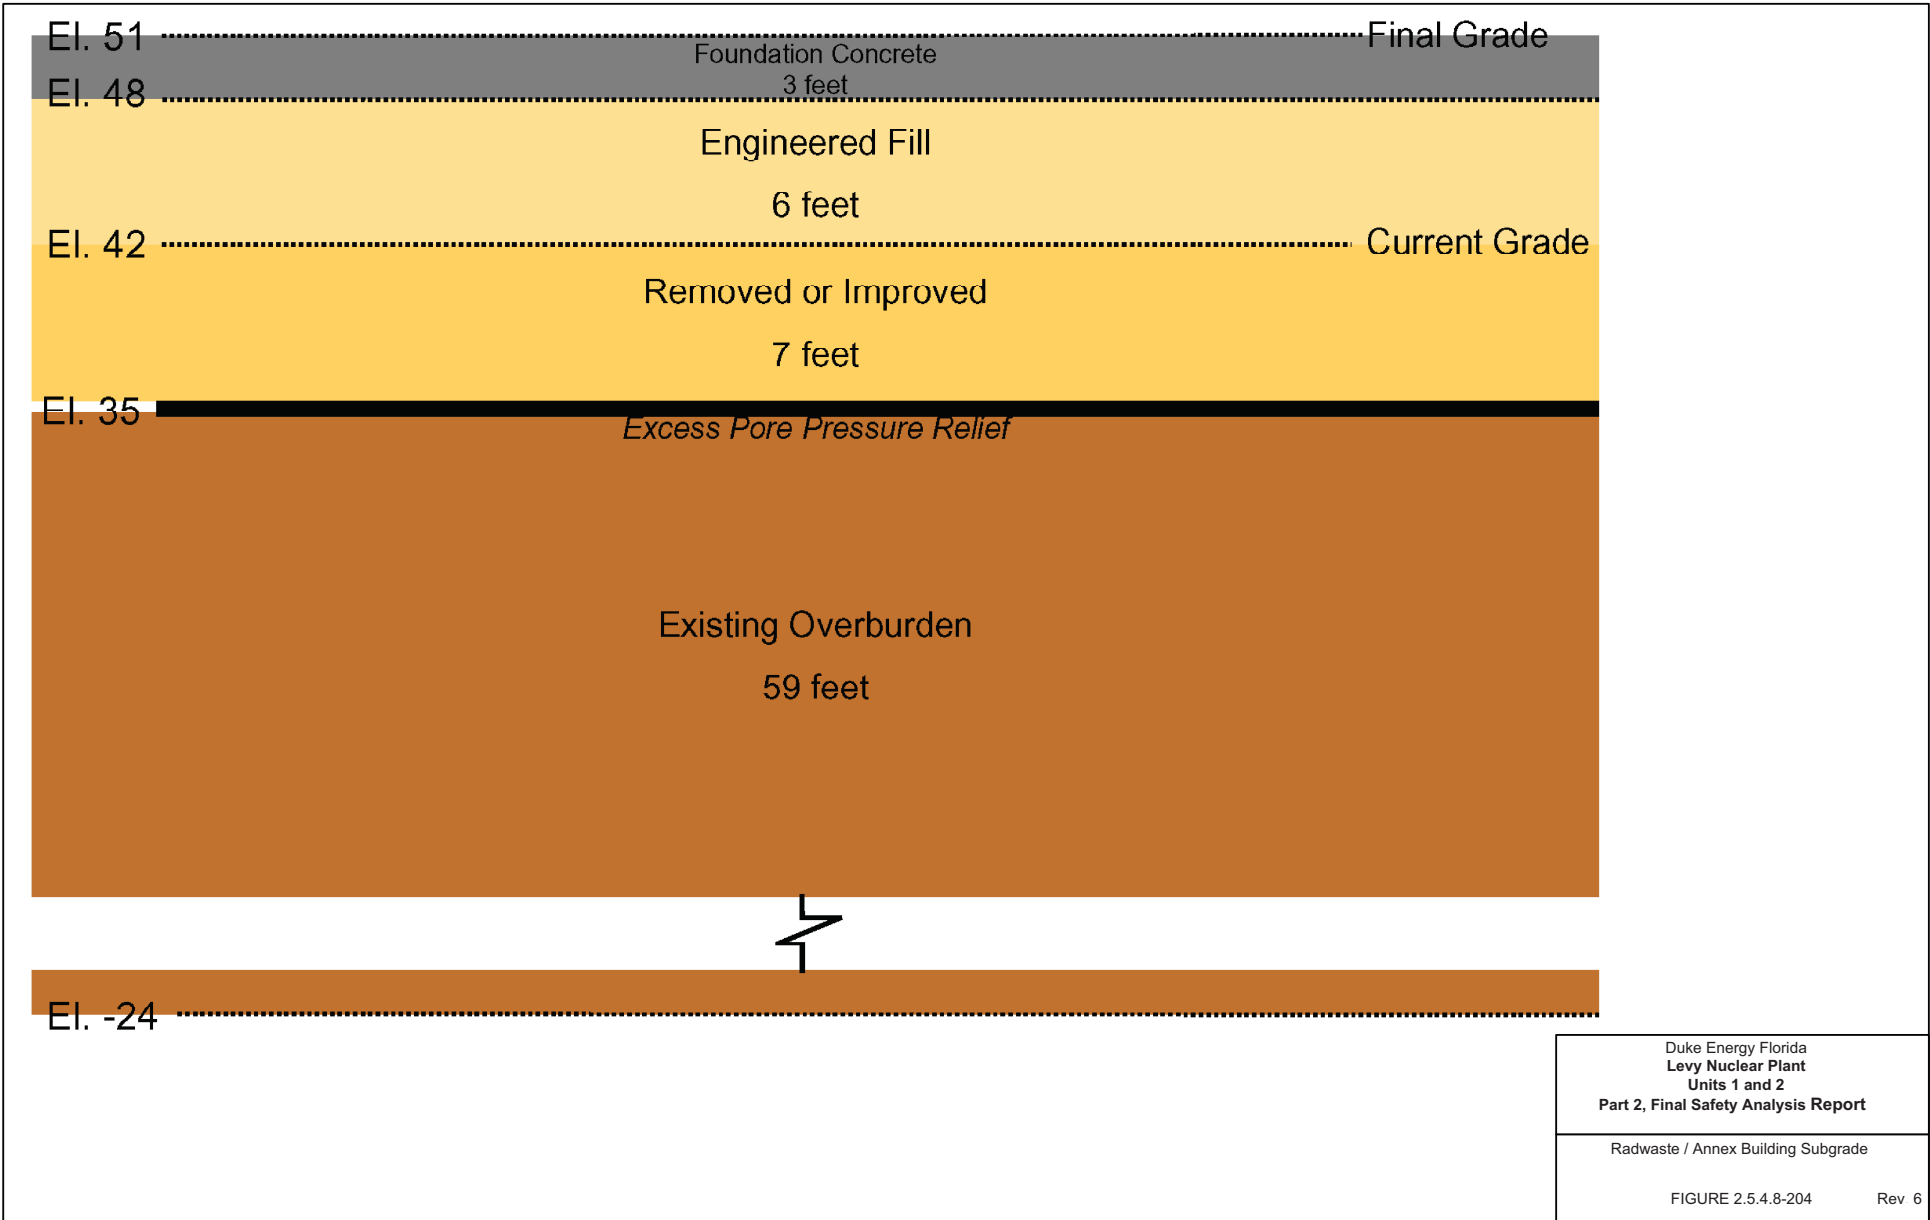 El. 51
Final Grade
Foundation Concrete
3 feet
El. 48
Engineered Fill
6 feet
El. 42
Current Grade
Removed or Improved
7 feet
El. 35
Excess Pore Pressure Relief
Existing Overburden
59 feet
El. -24
Duke Energy Florida
Levy Nuclear Plant
Units 1 and 2
Part 2, Final Safety Analysis Report
Radwaste / Annex Building Subgrade
FIGURE 2.5.4.8-204 Rev 6